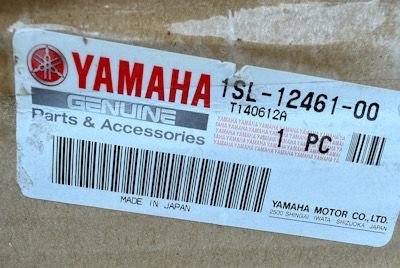 YAMAHA 1SL-12461-00
GENUINE T140612A
Parts & Accessories 1 PC
MADE IN JAPAN
YAMAHA MOTOR CO., LTD.
2500 SHINGAI IWATA SHIZUOKA JAPAN